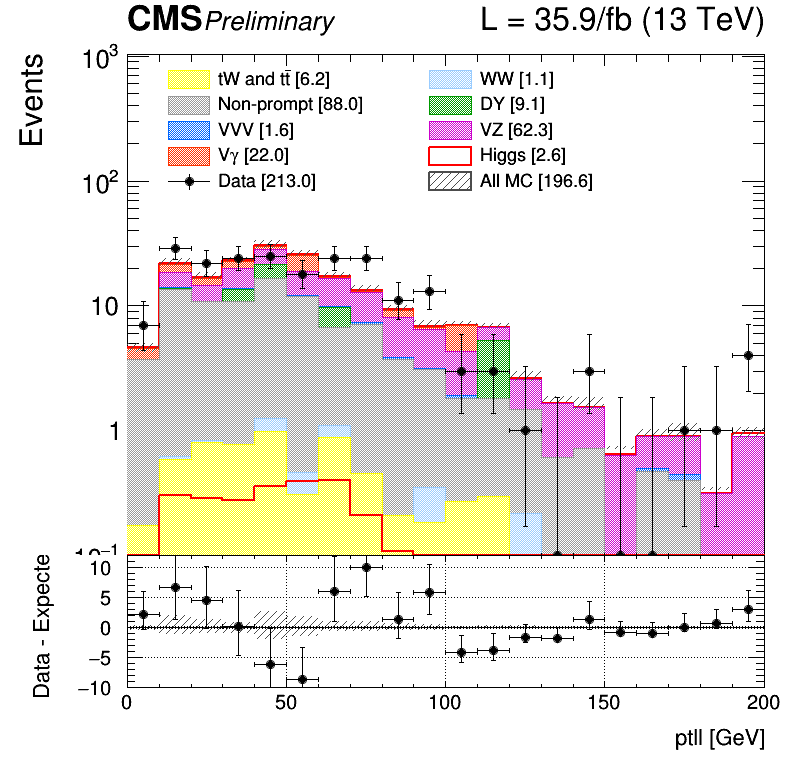 CMS Preliminary L = 35.9/fb (13 TeV)
Events
10³
10²
10
1
10⁻¹
tW and tt̄ [6.2]
WW [1.1]
Non-prompt [88.0]
DY [9.1]
VVV [1.6]
VZ [62.3]
Vγ [22.0]
Higgs [2.6]
Data [213.0]
All MC [196.6]
Data - Expecte
10
5
0
−5
−10
0 50 100 150 200
ptll [GeV]